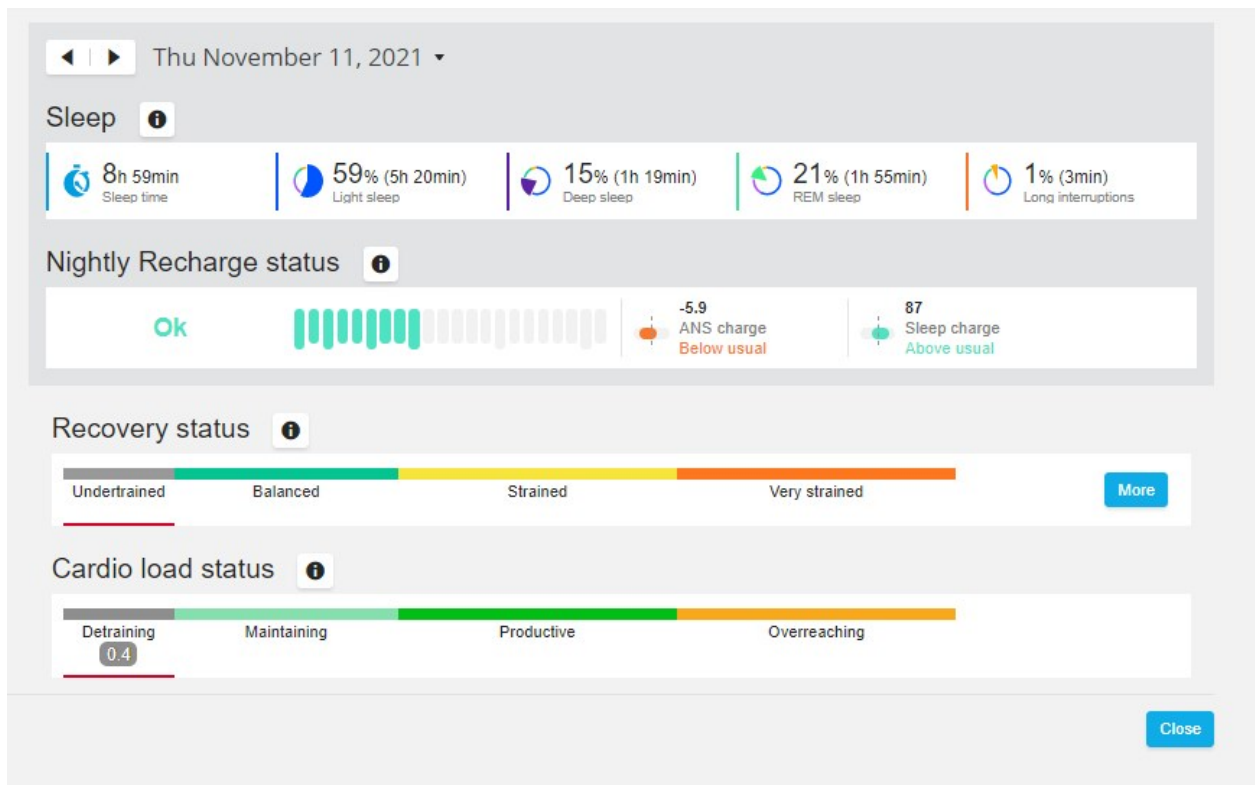 Thu November 11, 2021
Sleep
8h 59min
Sleep time
59% (5h 20min)
Light sleep
15% (1h 19min)
Deep sleep
21% (1h 55min)
REM sleep
1% (3min)
Long interruptions
Nightly Recharge status
Ok
-5.9
ANS charge
Below usual
87
Sleep charge
Above usual
Recovery status
Undertrained
Balanced
Strained
Very strained
More
Cardio load status
Detraining
0.4
Maintaining
Productive
Overreaching
Close